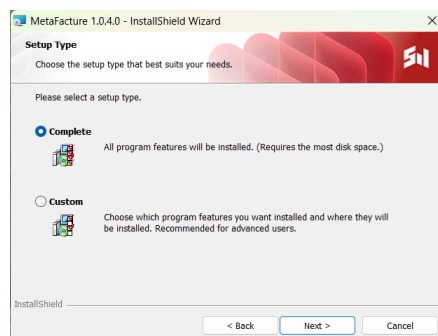 MetaFacture 1.0.4.0 - InstallShield Wizard
Setup Type
Choose the setup type that best suits your needs.
Please select a setup type.
Complete
All program features will be installed. (Requires the most disk space.)
Custom
Choose which program features you want installed and where they will
be installed. Recommended for advanced users.
InstallShield
< Back
Next >
Cancel